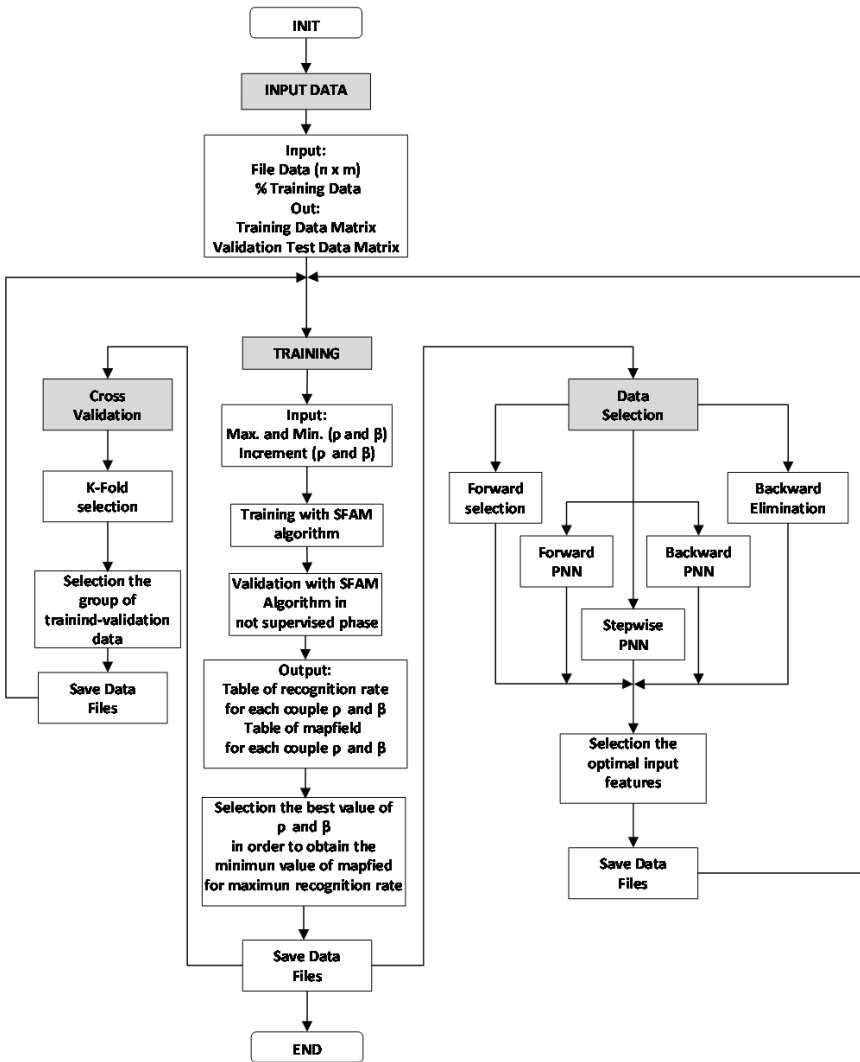 INIT
INPUT DATA
Input:
File Data (n x m)
% Training Data
Out:
Training Data Matrix
Validation Test Data Matrix
TRAINING
Input:
Max. and Min. (ρ and β)
Increment (ρ and β)
Training with SFAM
algorithm
Validation with SFAM
Algorithm in
not supervised phase
Output:
Table of recognition rate
for each couple ρ and β
Table of mapfield
for each couple ρ and β
Selection the best value of
ρ and β
in order to obtain the
minimun value of mapfied
for maximun recognition rate
Save Data
Files
END
Cross
Validation
K-Fold
selection
Selection the
group of
trainind-validation
data
Save Data
Files
Data
Selection
Forward
selection
Forward
PNN
Stepwise
PNN
Backward
PNN
Backward
Elimination
Selection the
optimal input
features
Save Data
Files